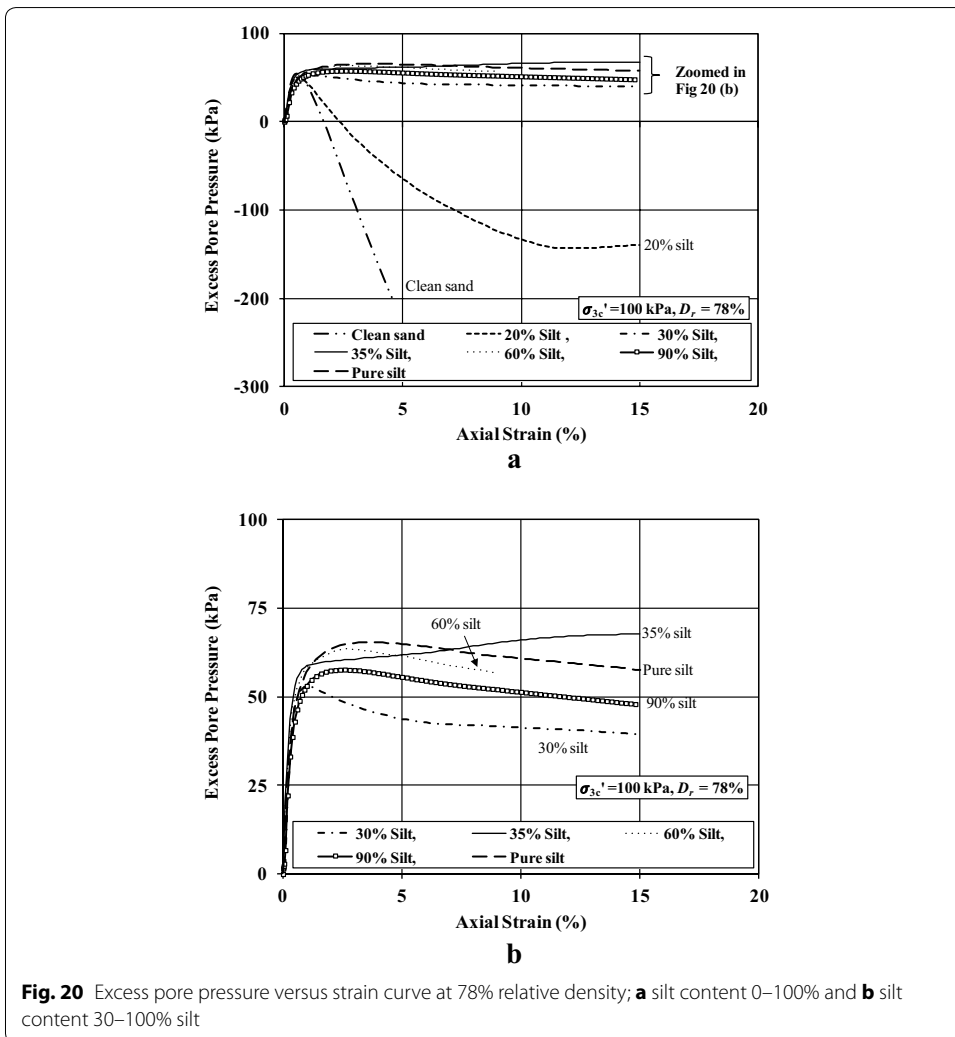 100
0
-100
-200
-300
Excess Pore Pressure (kPa)
Zoomed in
Fig 20 (b)
20% silt
Clean sand
σ3c' =100 kPa, Dr = 78%
Clean sand 20% Silt , 30% Silt,
35% Silt, 60% Silt, 90% Silt,
Pure silt
0 5 10 15 20
Axial Strain (%)
a
100
75
50
25
0
Excess Pore Pressure (kPa)
60% silt
35% silt
Pure silt
90% silt
30% silt
σ3c' =100 kPa, Dr = 78%
30% Silt, 35% Silt, 60% Silt,
90% Silt, Pure silt
0 5 10 15 20
Axial Strain (%)
b
Fig. 20 Excess pore pressure versus strain curve at 78% relative density; a silt content 0–100% and b silt
content 30–100% silt